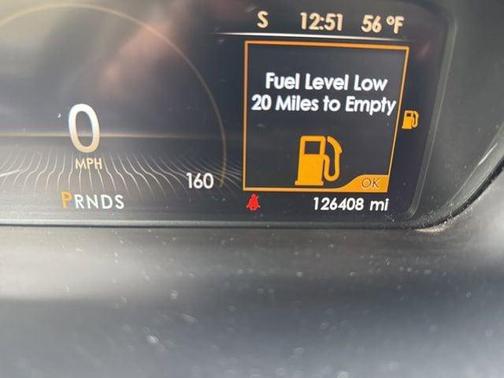 S 12:51 56 °F
Fuel Level Low
20 Miles to Empty
0
MPH
160
OK
PRNDS
126408 mi